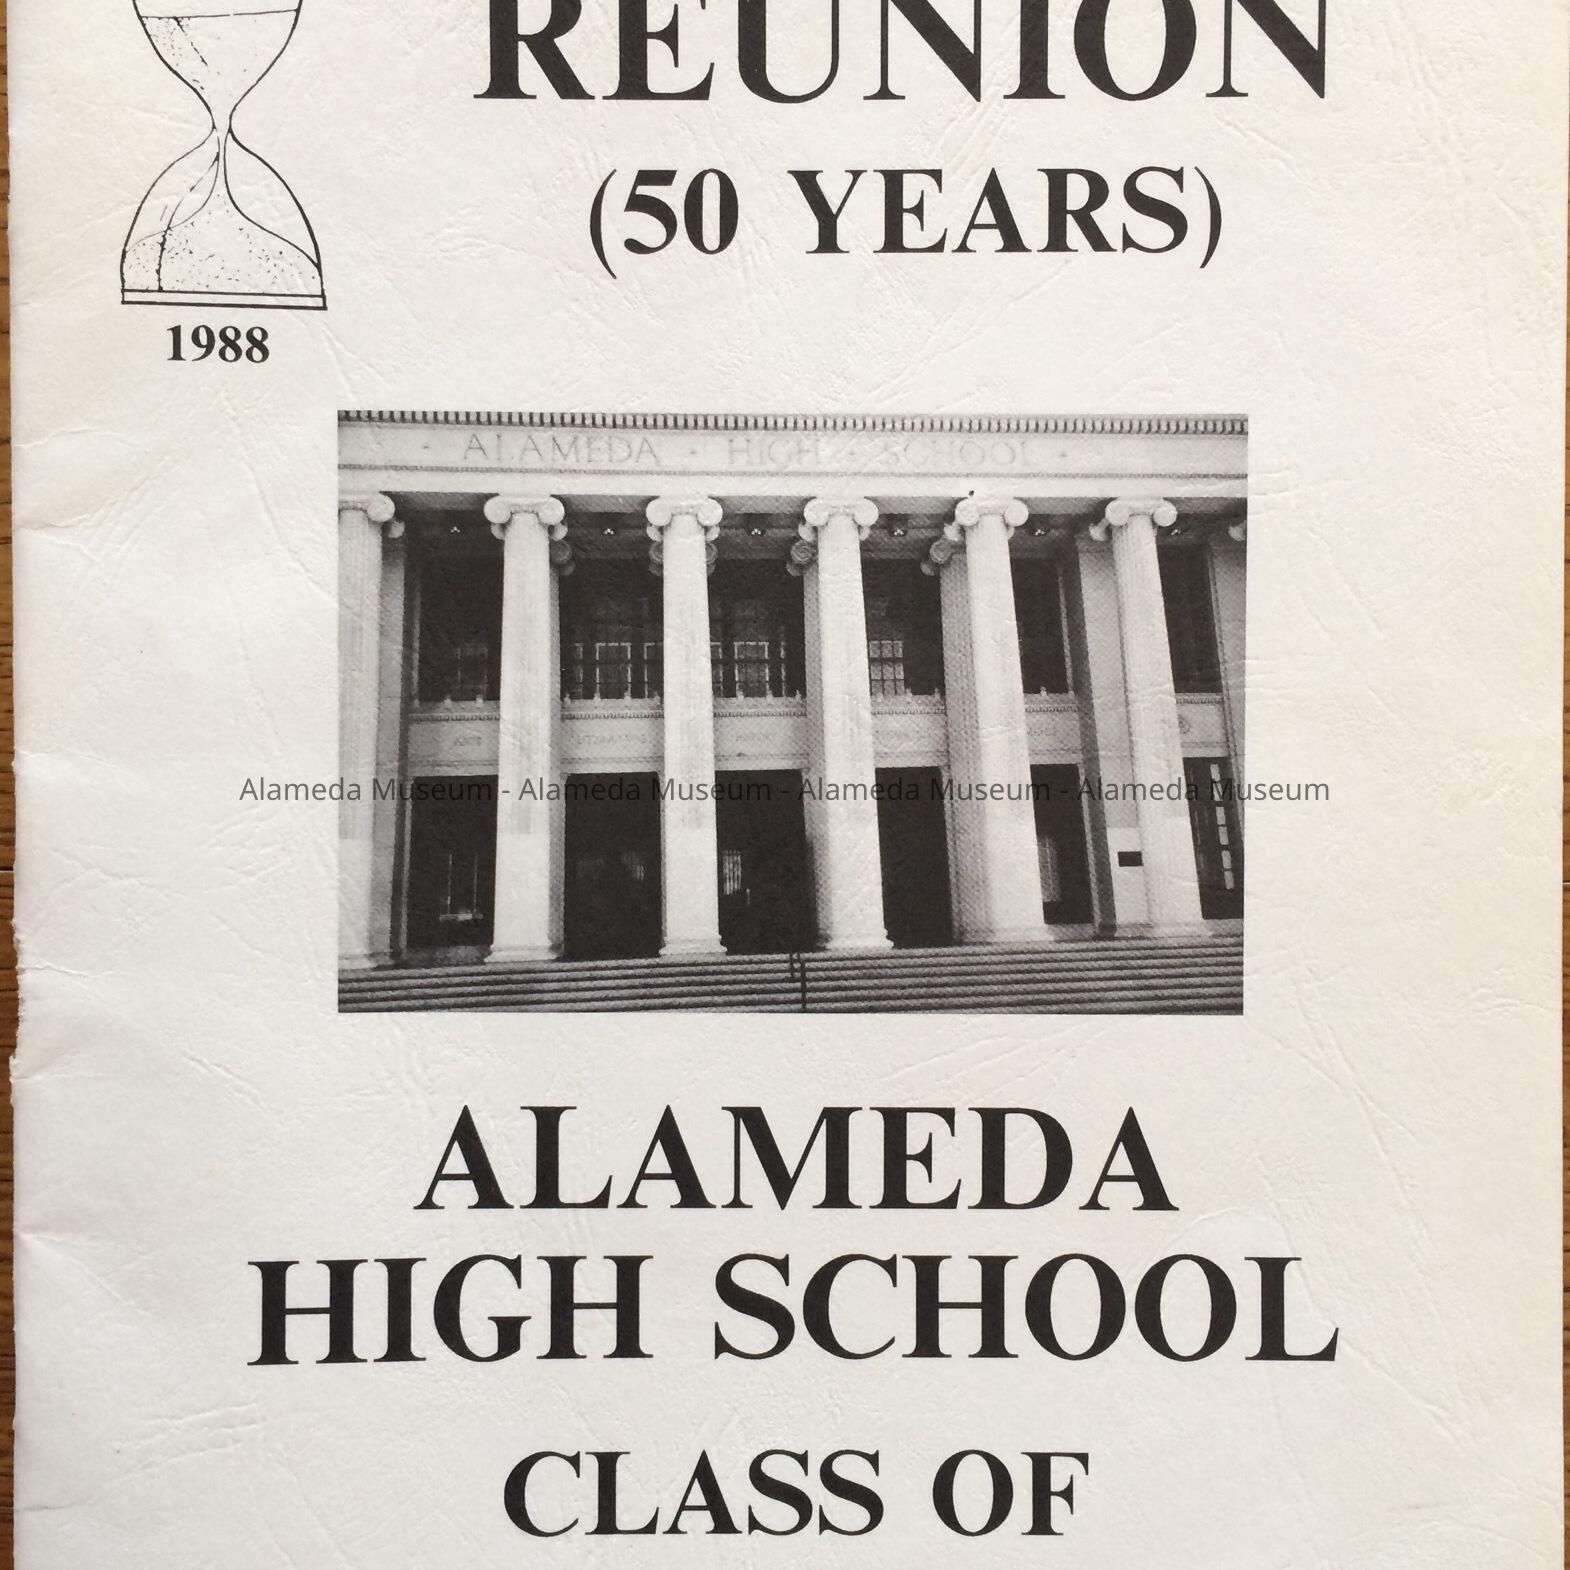 REUNION
(50 YEARS)
1988
- ALAMEDA - HIGH - SCHOOL -
Alameda Museum - Alameda Museum - Alameda Museum - Alameda Museum
ALAMEDA
HIGH SCHOOL
CLASS OF